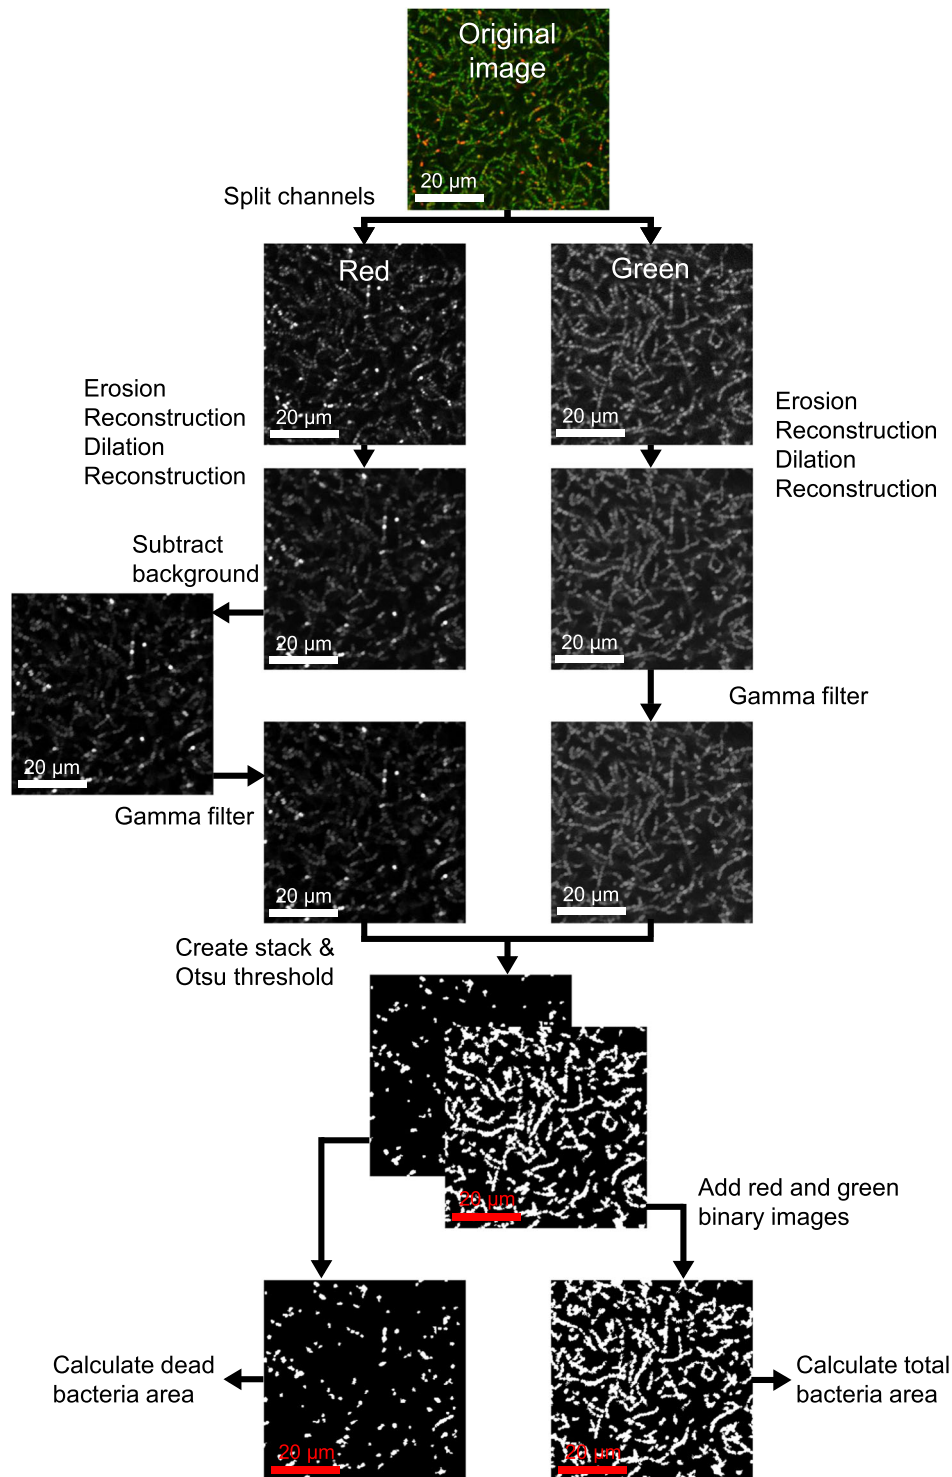 Original
image
20 µm
Split channels
Red
Green
20 µm
20 µm
Erosion
Reconstruction
Dilation
Reconstruction
Erosion
Reconstruction
Dilation
Reconstruction
Subtract
background
20 µm
20 µm
20 µm
Gamma filter
Gamma filter
20 µm
20 µm
Create stack &
Otsu threshold
20 µm
Add red and green
binary images
Calculate dead
bacteria area
20 µm
20 µm
Calculate total
bacteria area